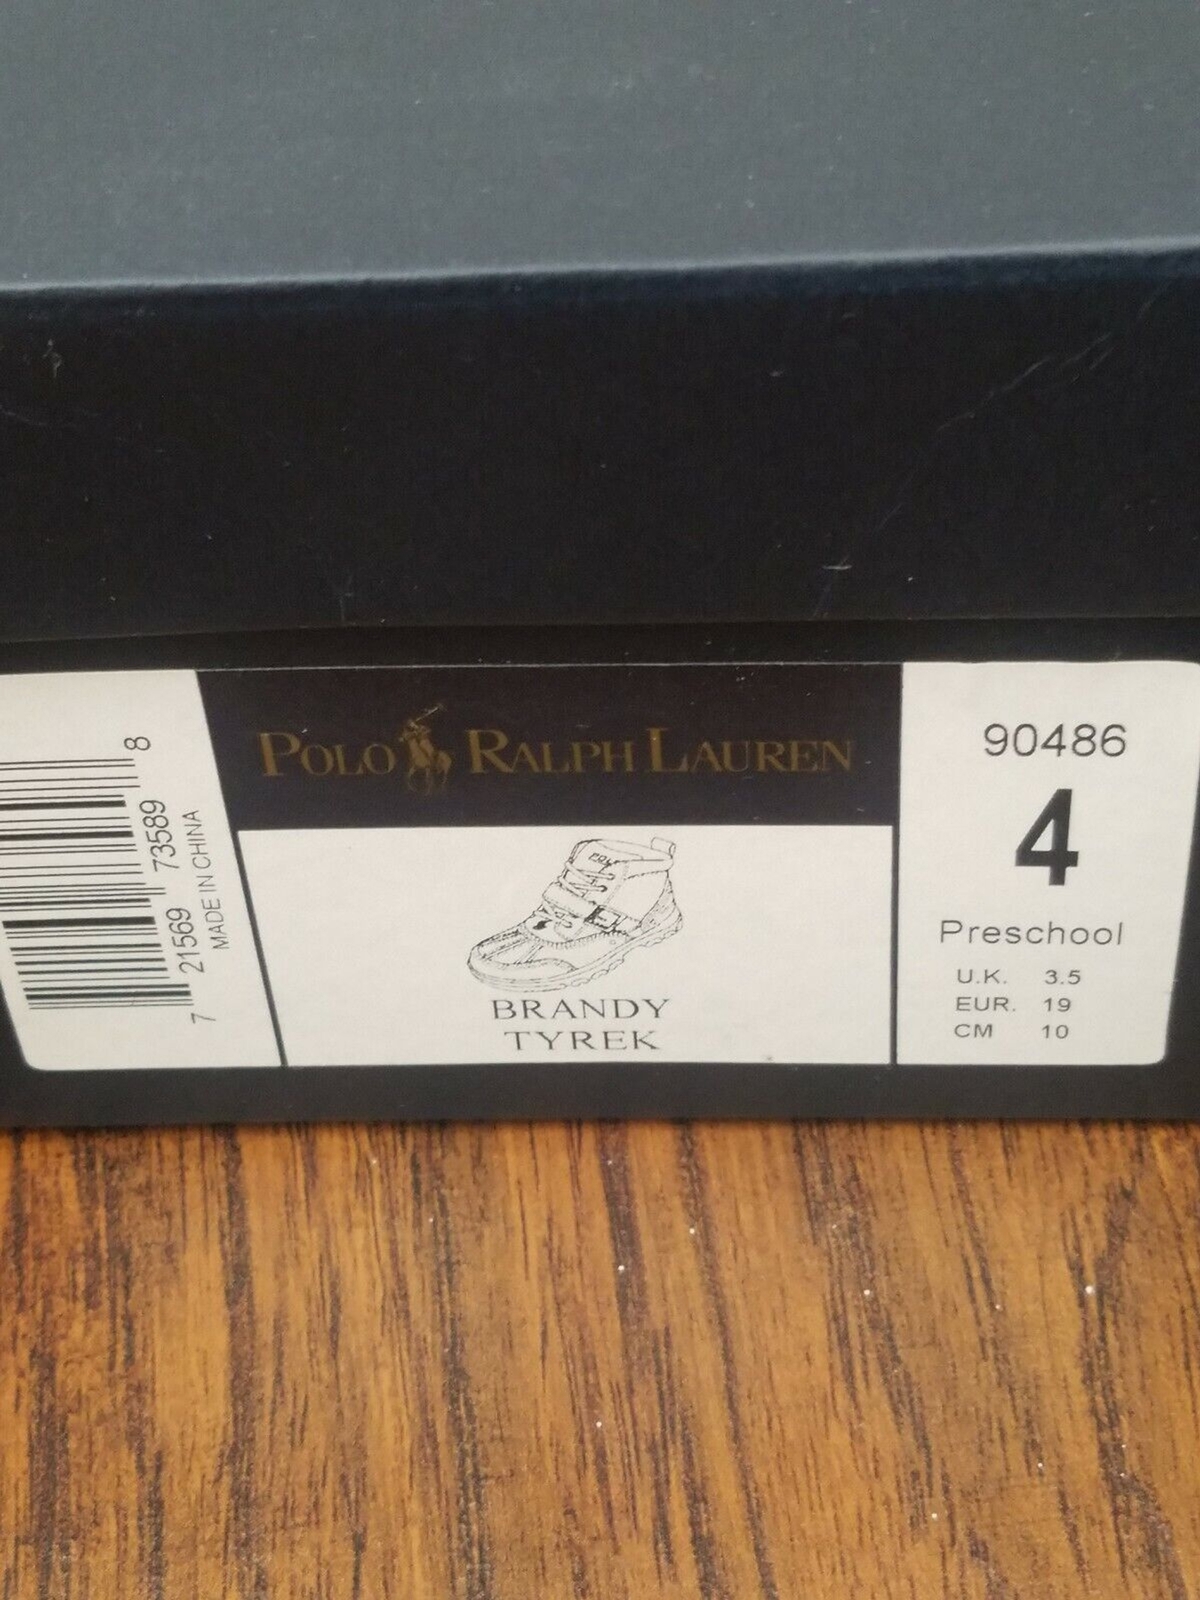 7 21569 73589 8
MADE IN CHINA
POLO RALPH LAUREN
POLO
BRANDY
TYREK
90486
4
Preschool
U.K. 3.5
EUR. 19
CM 10